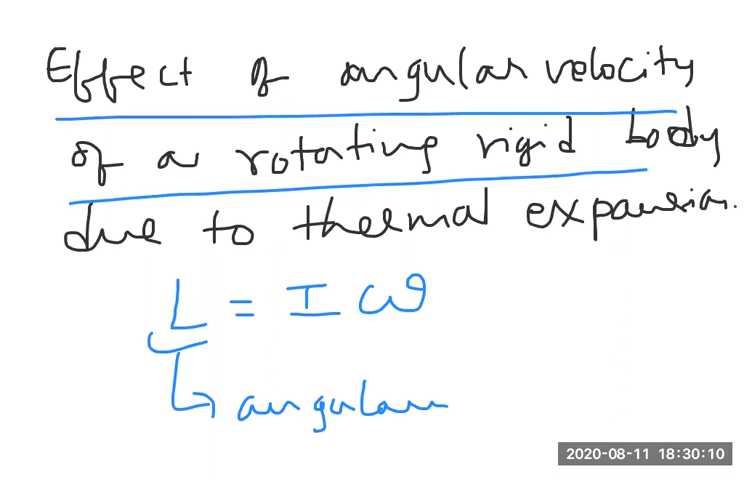 Effect of angular velocity
of a rotating rigid body
due to thermal expansion.
L = I ω
↳ angular
2020-08-11 18:30:10